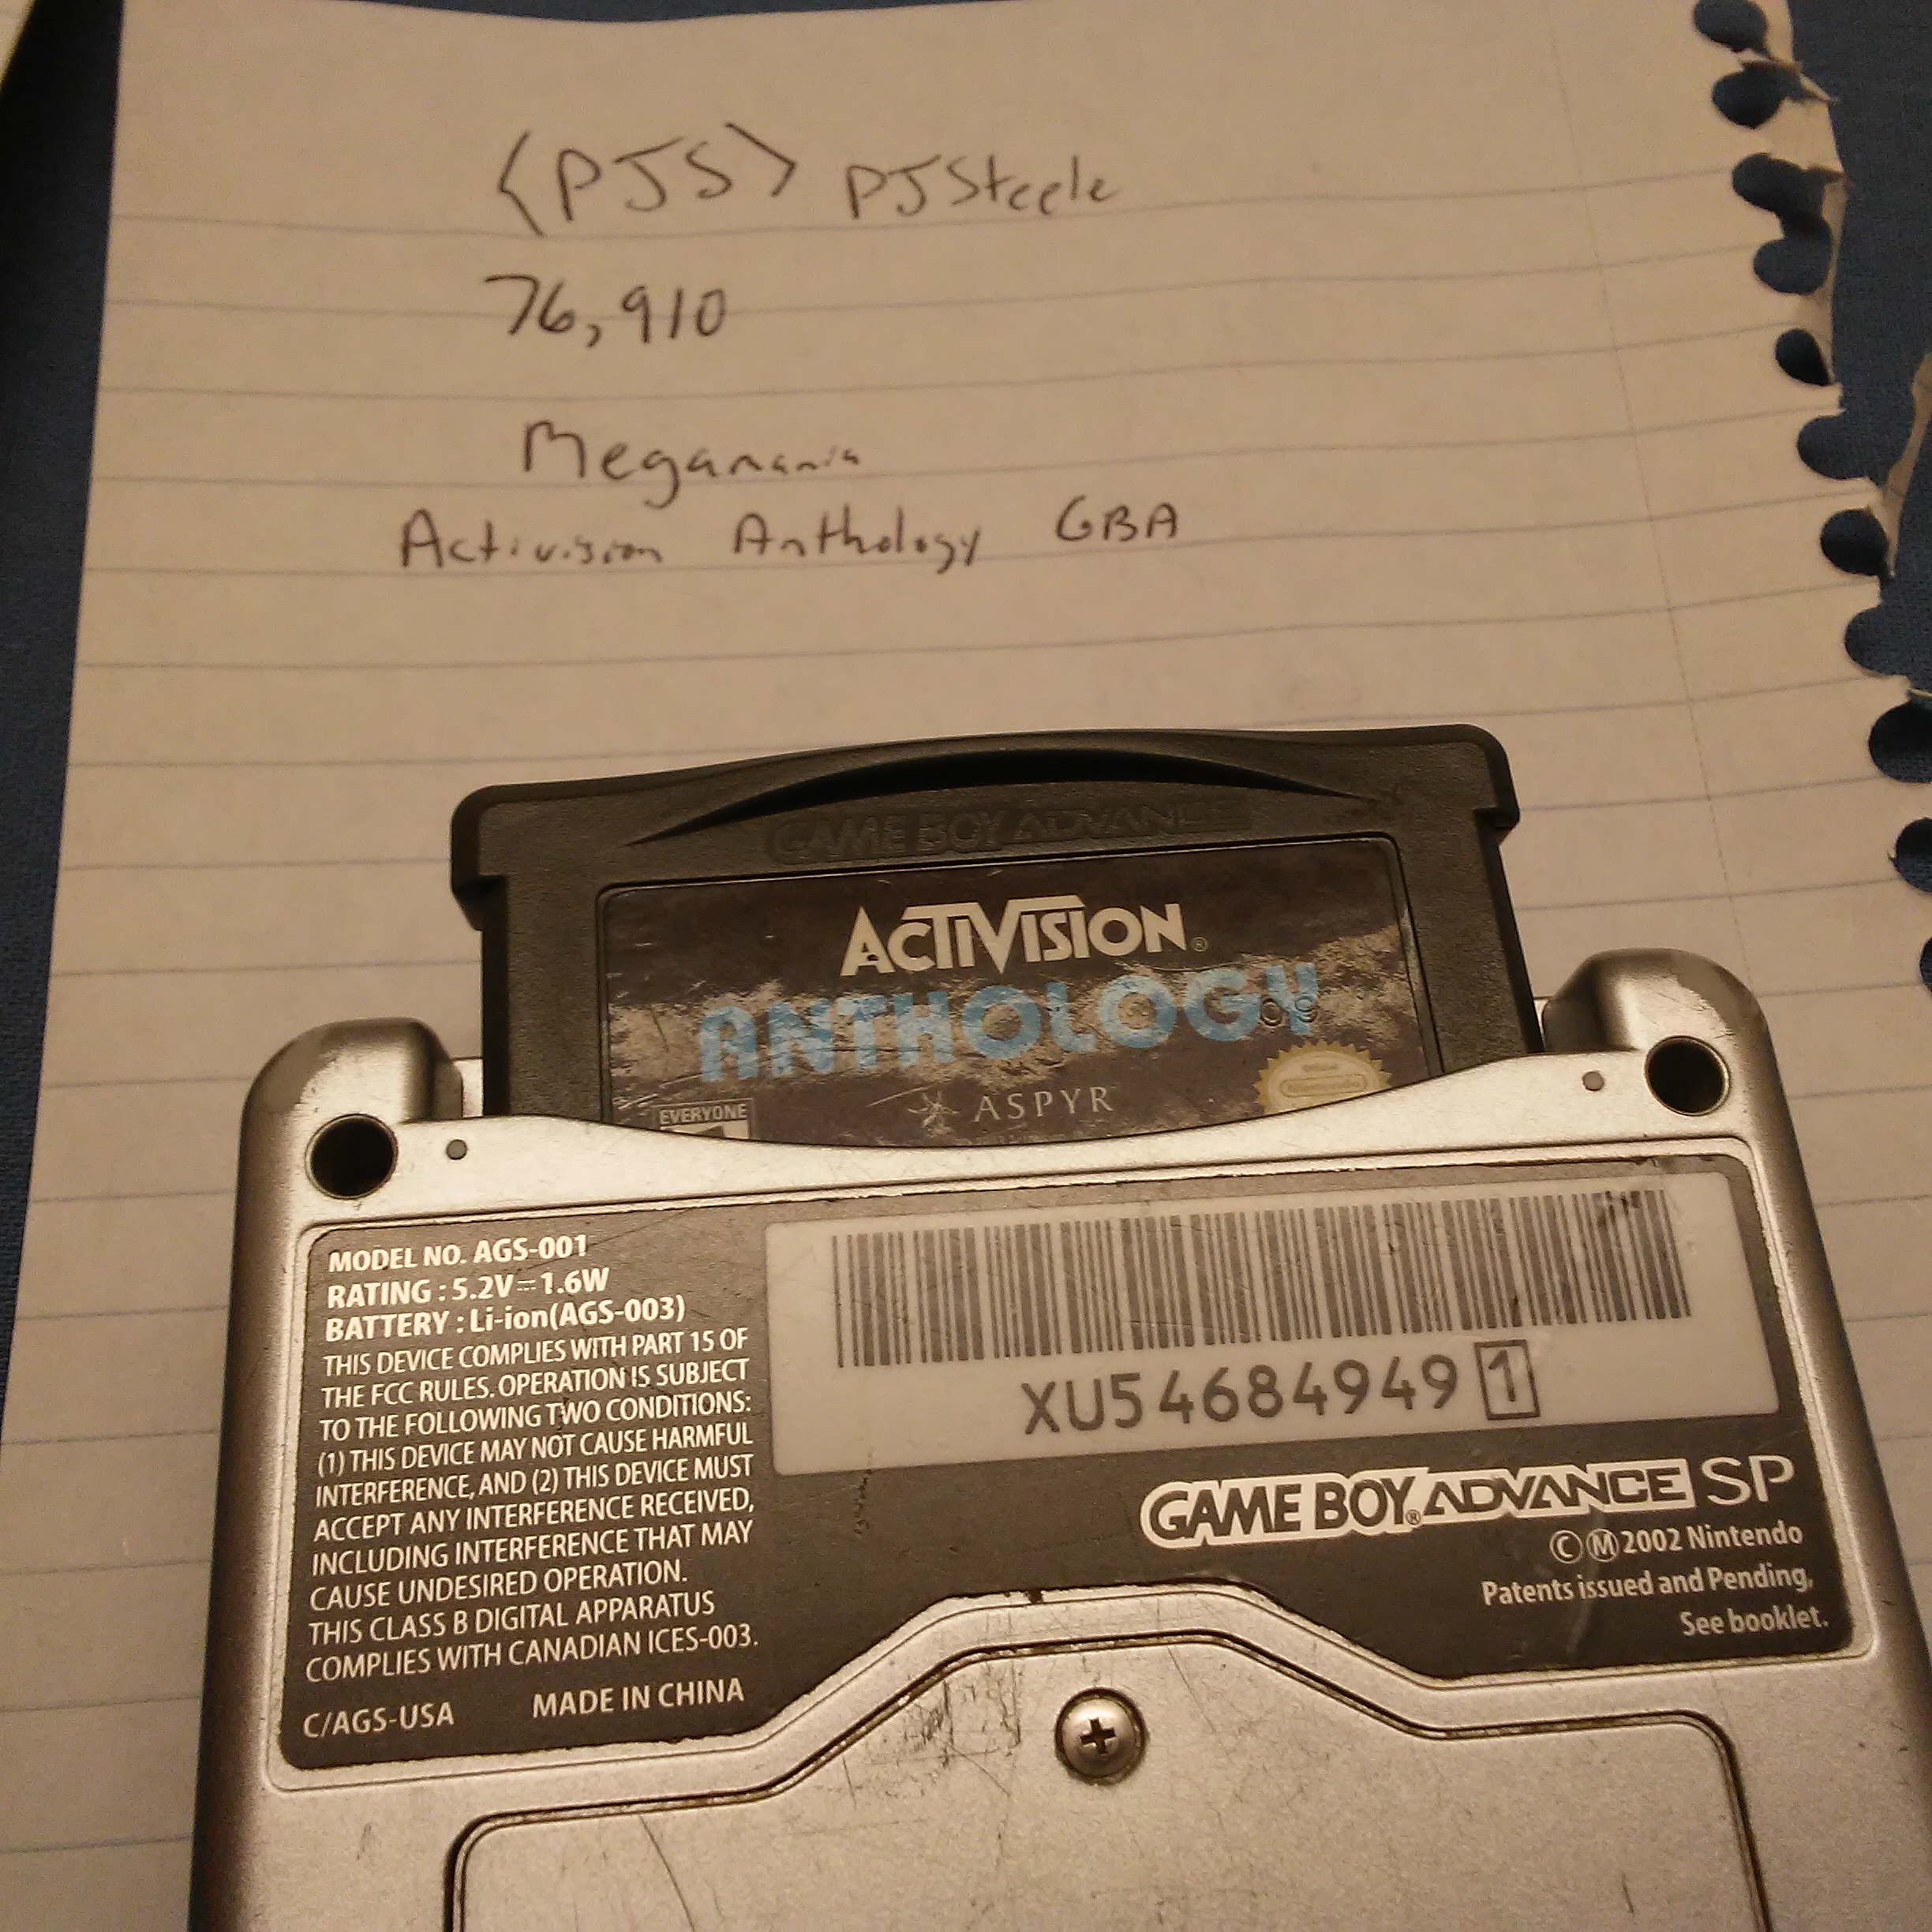 <PJS> PJSteele
76,910
Megamania
Activision Anthology GBA
GAME BOY ADVANCE
ACTIVISION®
ANTHOLOGY
ASPYR
EVERYONE
Nintendo
MODEL NO. AGS-001
RATING : 5.2V⎓1.6W
BATTERY : Li-ion(AGS-003)
THIS DEVICE COMPLIES WITH PART 15 OF
THE FCC RULES. OPERATION IS SUBJECT
TO THE FOLLOWING TWO CONDITIONS:
(1) THIS DEVICE MAY NOT CAUSE HARMFUL
INTERFERENCE, AND (2) THIS DEVICE MUST
ACCEPT ANY INTERFERENCE RECEIVED,
INCLUDING INTERFERENCE THAT MAY
CAUSE UNDESIRED OPERATION.
THIS CLASS B DIGITAL APPARATUS
COMPLIES WITH CANADIAN ICES-003.
C/AGS-USA MADE IN CHINA
XU54684949 1
GAME BOY® ADVANCE SP
© Ⓜ 2002 Nintendo
Patents issued and Pending,
See booklet.